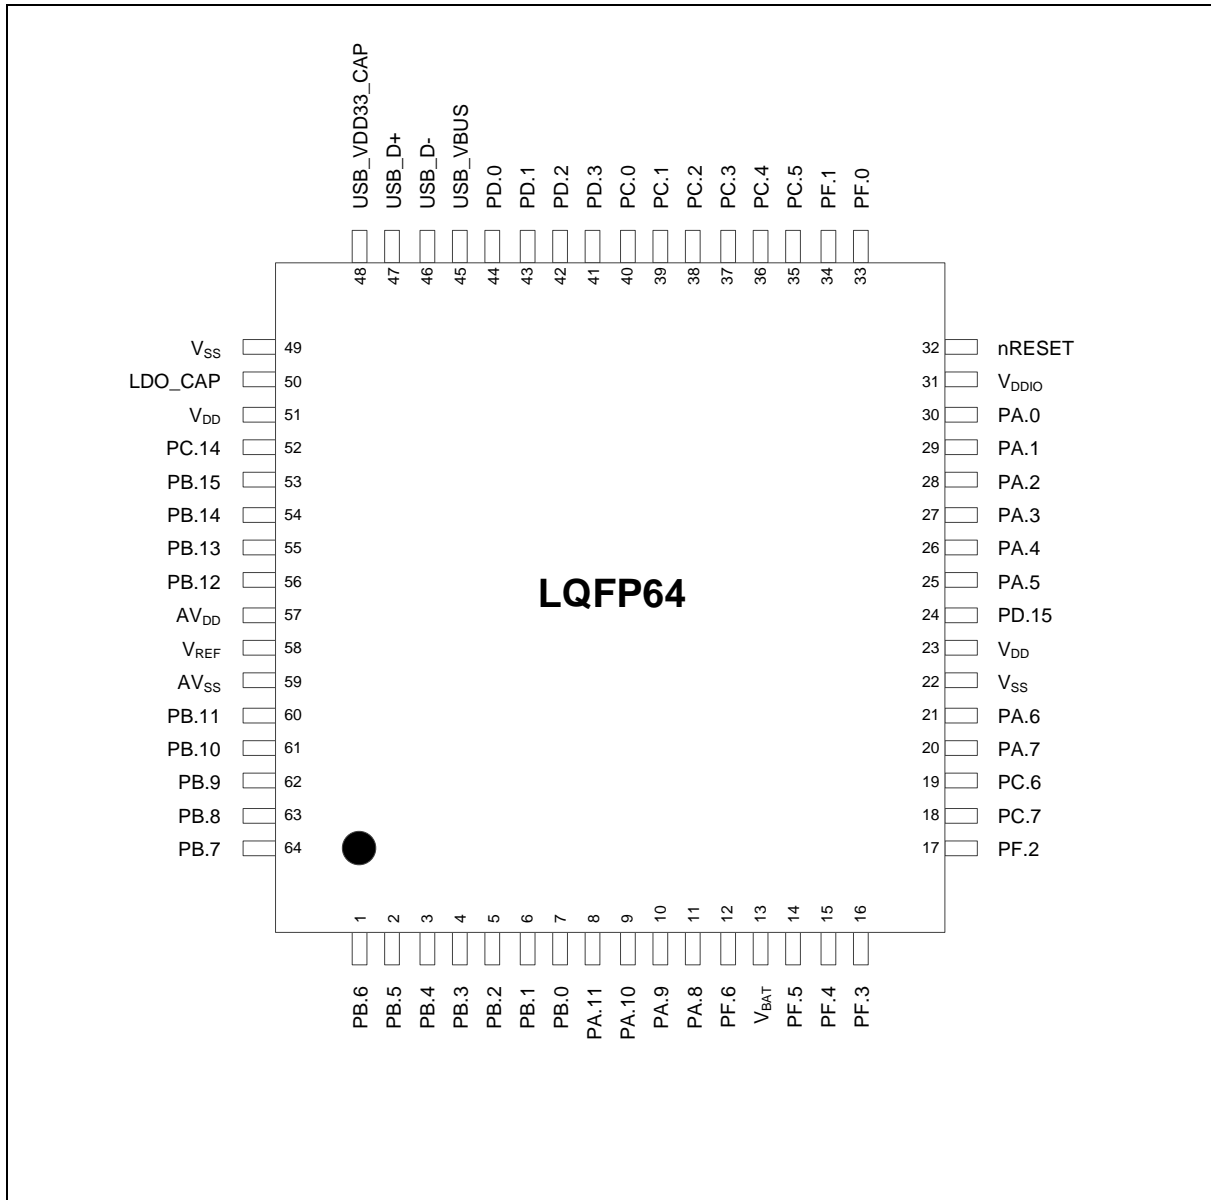 USB_VDD33_CAP
USB_D+
USB_D-
USB_VBUS
PD.0
PD.1
PD.2
PD.3
PC.0
PC.1
PC.2
PC.3
PC.4
PC.5
PF.1
PF.0
48 47 46 45 44 43 42 41 40 39 38 37 36 35 34 33
VSS 49 32 nRESET
LDO_CAP 50 31 VDDIO
VDD 51 30 PA.0
PC.14 52 29 PA.1
PB.15 53 28 PA.2
PB.14 54 27 PA.3
PB.13 55 26 PA.4
PB.12 56 25 PA.5
LQFP64
AVDD 57 24 PD.15
VREF 58 23 VDD
AVSS 59 22 VSS
PB.11 60 21 PA.6
PB.10 61 20 PA.7
PB.9 62 19 PC.6
PB.8 63 18 PC.7
PB.7 64 17 PF.2
1 2 3 4 5 6 7 8 9 10 11 12 13 14 15 16
PB.6
PB.5
PB.4
PB.3
PB.2
PB.1
PB.0
PA.11
PA.10
PA.9
PA.8
PF.6
VBAT
PF.5
PF.4
PF.3